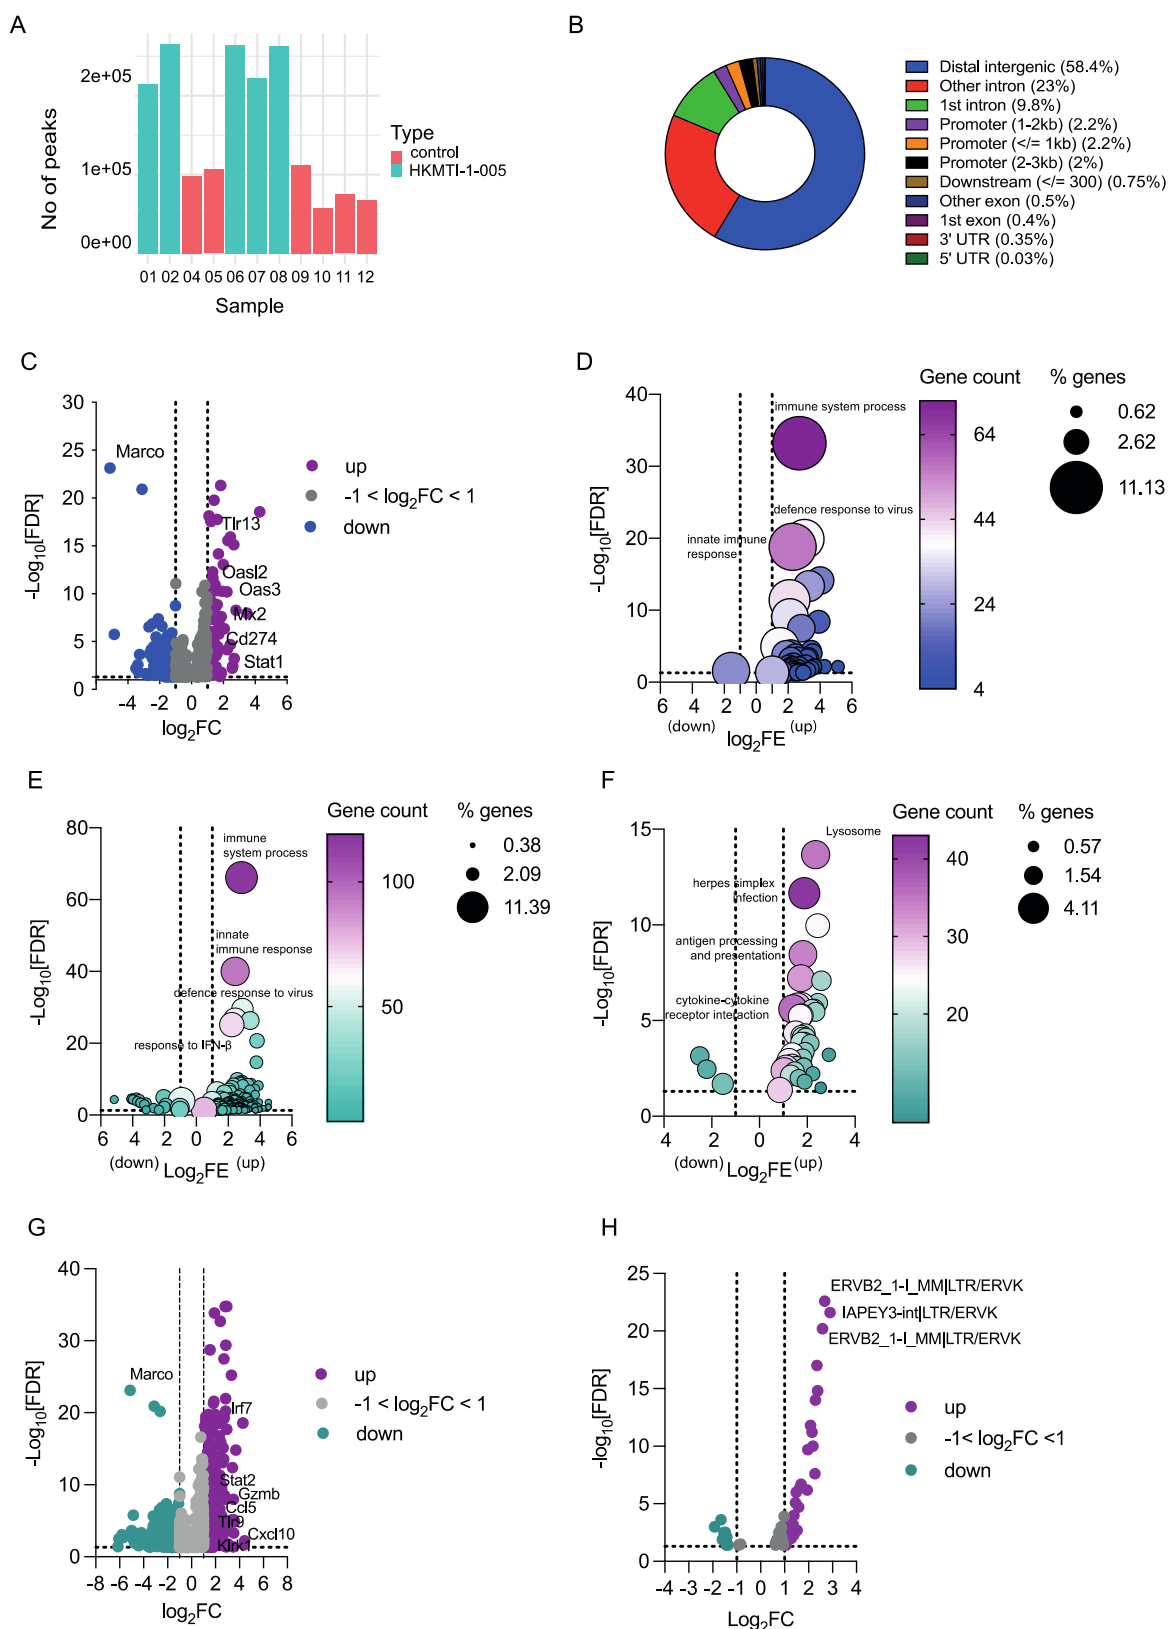 A
No of peaks
2e+05
1e+05
0e+00
01 02 04 05 06 07 08 09 10 11 12
Sample
Type
control
HKMTI-1-005
B
Distal intergenic (58.4%)
Other intron (23%)
1st intron (9.8%)
Promoter (1-2kb) (2.2%)
Promoter (</= 1kb) (2.2%)
Promoter (2-3kb) (2%)
Downstream (</= 300) (0.75%)
Other exon (0.5%)
1st exon (0.4%)
3' UTR (0.35%)
5' UTR (0.03%)
C
-Log10[FDR]
30
25
20
15
10
5
0
Marco
Tlr13
Oasl2
Oas3
Mx2
Cd274
Stat1
-4 -2 0 2 4 6
log2FC
up
-1 < log2FC < 1
down
D
-Log10[FDR]
40
30
20
10
0
immune system process
defence response to virus
innate immune
response
6 4 2 0 2 4 6
(down) log2FE (up)
Gene count
64
44
24
4
% genes
0.62
2.62
11.13
E
-Log10[FDR]
80
60
40
20
0
immune
system process
innate
immune response
defence response to virus
response to IFN-β
6 4 2 0 2 4 6
(down) Log2FE (up)
Gene count
100
50
% genes
0.38
2.09
11.39
F
-Log10[FDR]
15
10
5
0
Lysosome
herpes simplex
infection
antigen processing
and presentation
cytokine-cytokine
receptor interaction
4 2 0 2 4
(down) Log2FE (up)
Gene count
40
30
20
% genes
0.57
1.54
4.11
G
-Log10[FDR]
40
30
20
10
0
Marco
Irf7
Stat2
Gzmb
Ccl5
Tlr9
Cxcl10
Klrk1
-8 -6 -4 -2 0 2 4 6 8
log2FC
up
-1 < log2FC < 1
down
H
-log10[FDR]
25
20
15
10
5
0
ERVB2_1-I_MM|LTR/ERVK
IAPEY3-int|LTR/ERVK
ERVB2_1-I_MM|LTR/ERVK
-4 -3 -2 -1 0 1 2 3 4
Log2FC
up
-1< log2FC <1
down